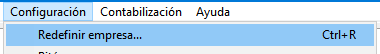 Configuración Contabilización Ayuda
Redefinir empresa... Ctrl+R